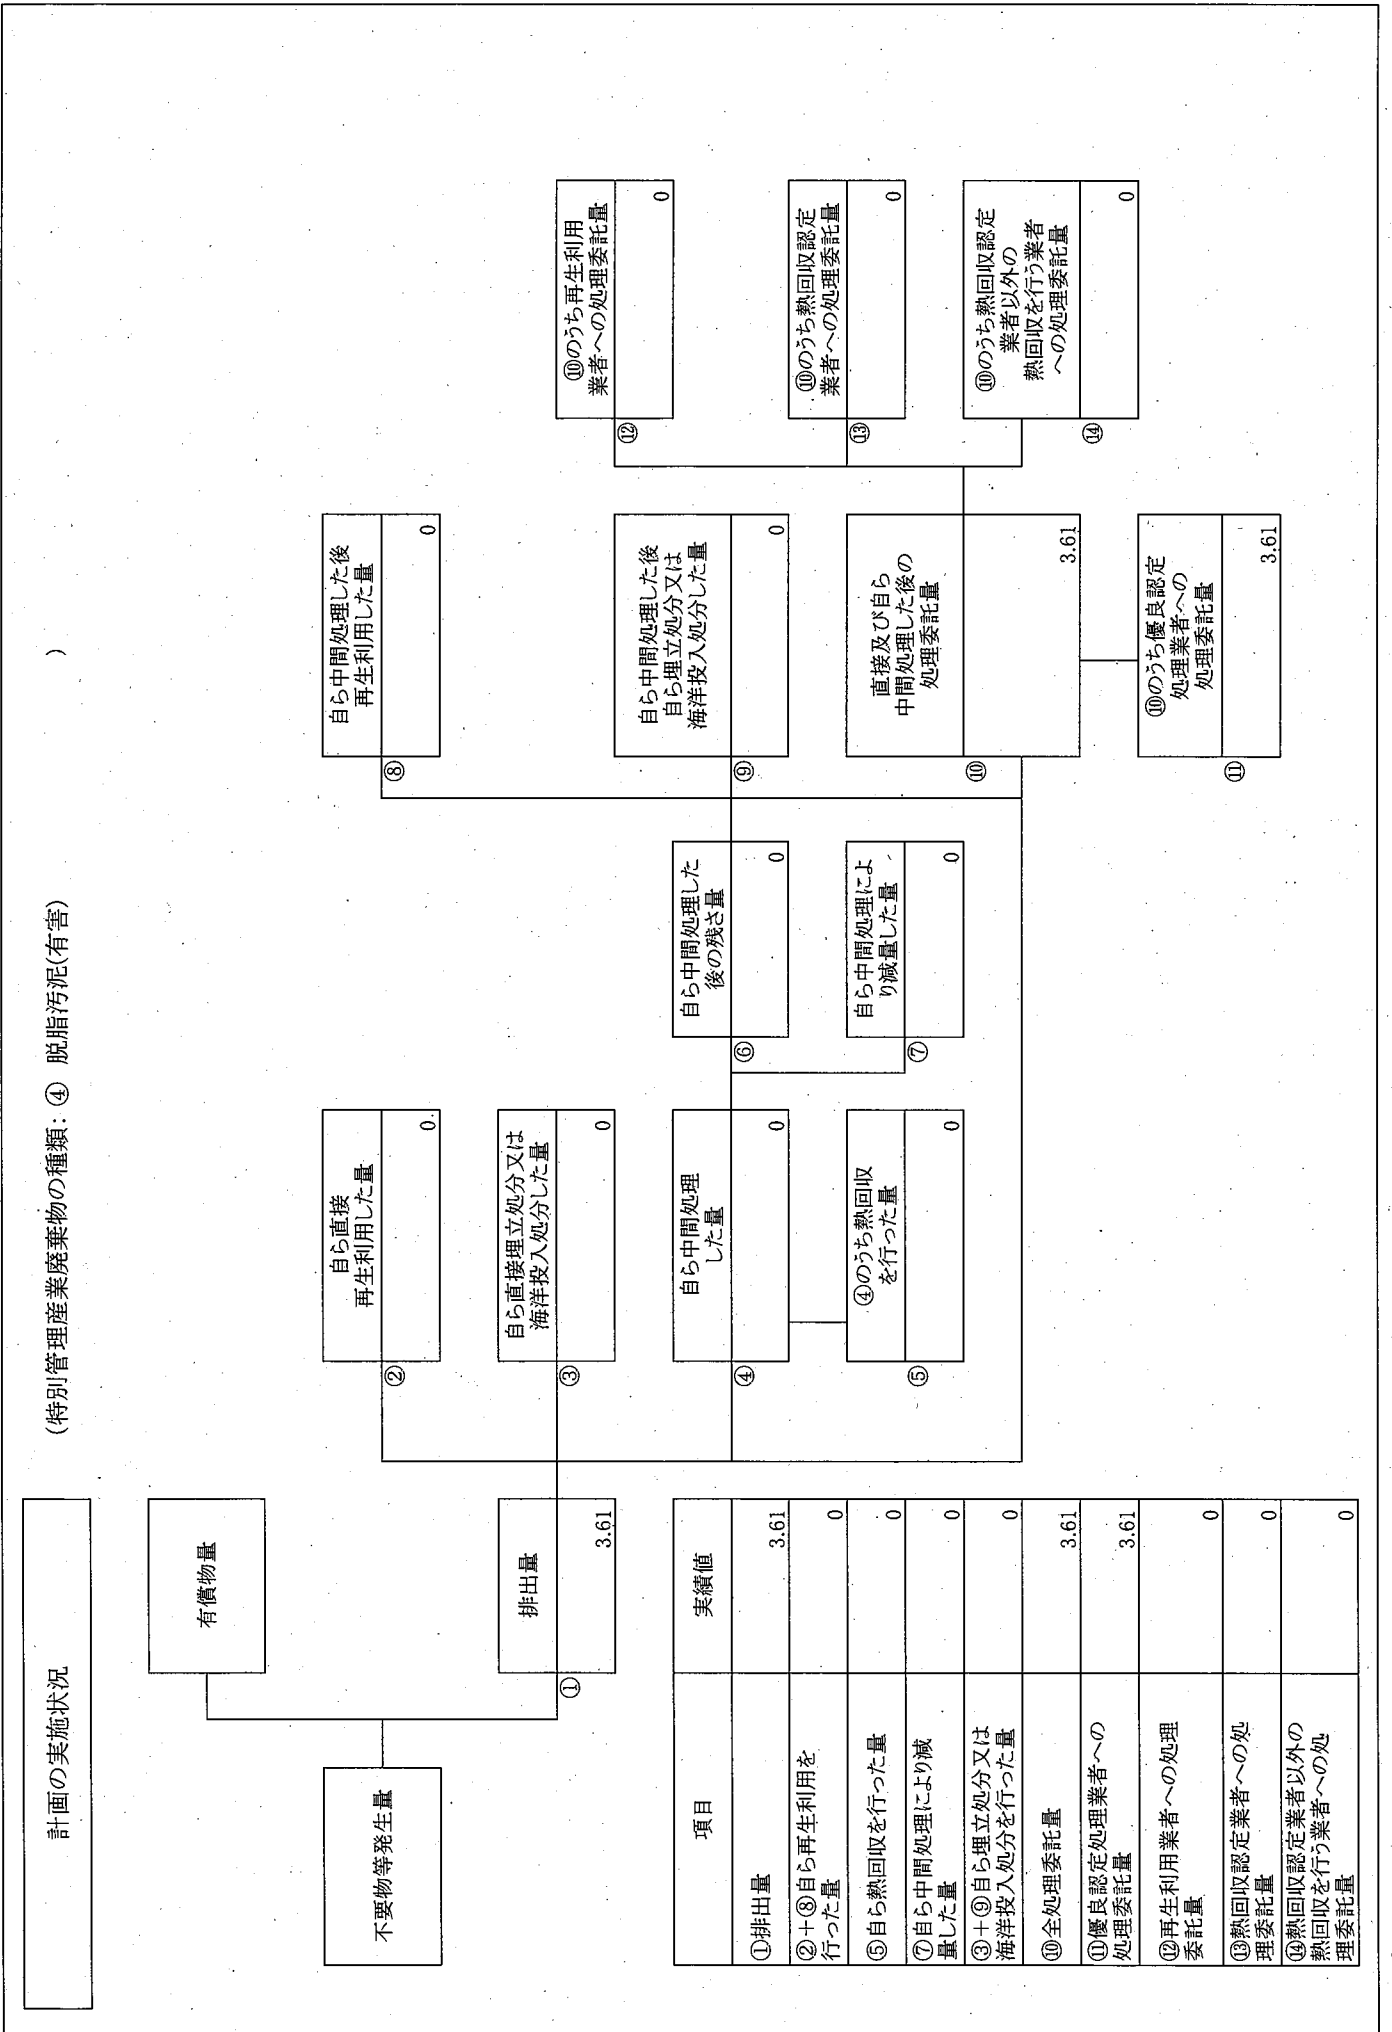 計画の実施状況
(特別管理産業廃棄物の種類: ④ 脱脂汚泥(有害)
)
不要物等発生量
有償物量
①
排出量
3.61
②
自ら直接
再生利用した量
0
③
自ら直接埋立処分又は
海洋投入処分した量
0
④
自ら中間処理
した量
0
⑤
④のうち熱回収
を行った量
0
⑥
自ら中間処理した
後の残さ量
0
⑦
自ら中間処理によ
り減量した量
0
⑧
自ら中間処理した後
再生利用した量
0
⑨
自ら中間処理した後
自ら埋立処分又は
海洋投入処分した量
0
⑩
直接及び自ら
中間処理した後の
処理委託量
3.61
⑪
⑩のうち優良認定
処理業者への
処理委託量
3.61
⑫
⑩のうち再生利用
業者への処理委託量
0
⑬
⑩のうち熱回収認定
業者への処理委託量
0
⑭
⑩のうち熱回収認定
業者以外の
熱回収を行う業者
への処理委託量
0
項目 実績値
①排出量 3.61
②+⑧自ら再生利用を
行った量 0
⑤自ら熱回収を行った量 0
⑦自ら中間処理により減
量した量 0
③+⑨自ら埋立処分又は
海洋投入処分を行った量 0
⑩全処理委託量 3.61
⑪優良認定処理業者への
処理委託量 3.61
⑫再生利用業者への処理
委託量 0
⑬熱回収認定業者への処
理委託量 0
⑭熱回収認定業者以外の
熱回収を行う業者への処
理委託量 0